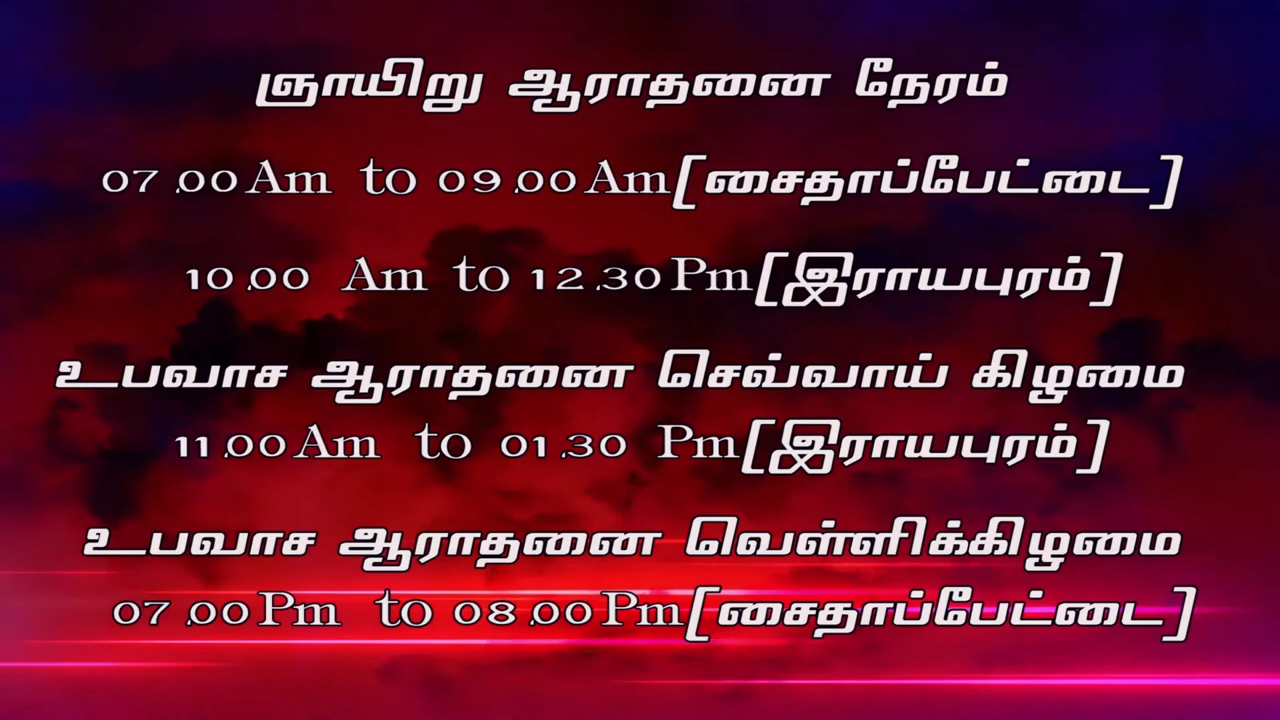 ஞாயிறு ஆராதனை நேரம்
07.00Am to 09.00Am[சைதாப்பேட்டை]
10.00 Am to 12.30Pm[இராயபுரம்]
உபவாச ஆராதனை செவ்வாய் கிழமை
11.00Am to 01.30 Pm[இராயபுரம்]
உபவாச ஆராதனை வெள்ளிக்கிழமை
07.00Pm to 08.00Pm[சைதாப்பேட்டை]